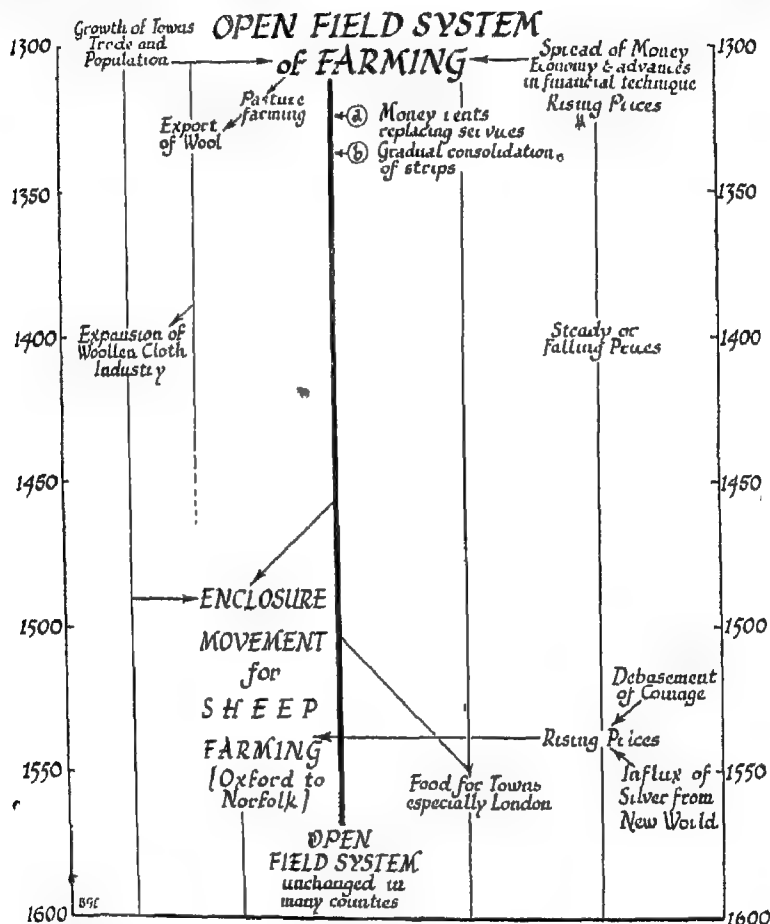 OPEN FIELD SYSTEM
of FARMING
Growth of Towns
Trade and
Population
Spread of Money
Economy & advances
in financial technique
Rising Prices
1300
1300
Pasture
farming
Export
of Wool
ⓐ Money rents
replacing services
ⓑ Gradual consolidation
of strips
1350
1350
Expansion of
Woollen Cloth
Industry
Steady or
Falling Prices
1400
1400
1450
1450
ENCLOSURE
MOVEMENT
for
SHEEP
FARMING
[Oxford to
Norfolk]
1500
1500
Debasement
of Coinage
Rising Prices
Influx of
Silver from
New World
Food for Towns
especially London
1550
1550
OPEN
FIELD SYSTEM
unchanged in
many counties
1600
1600